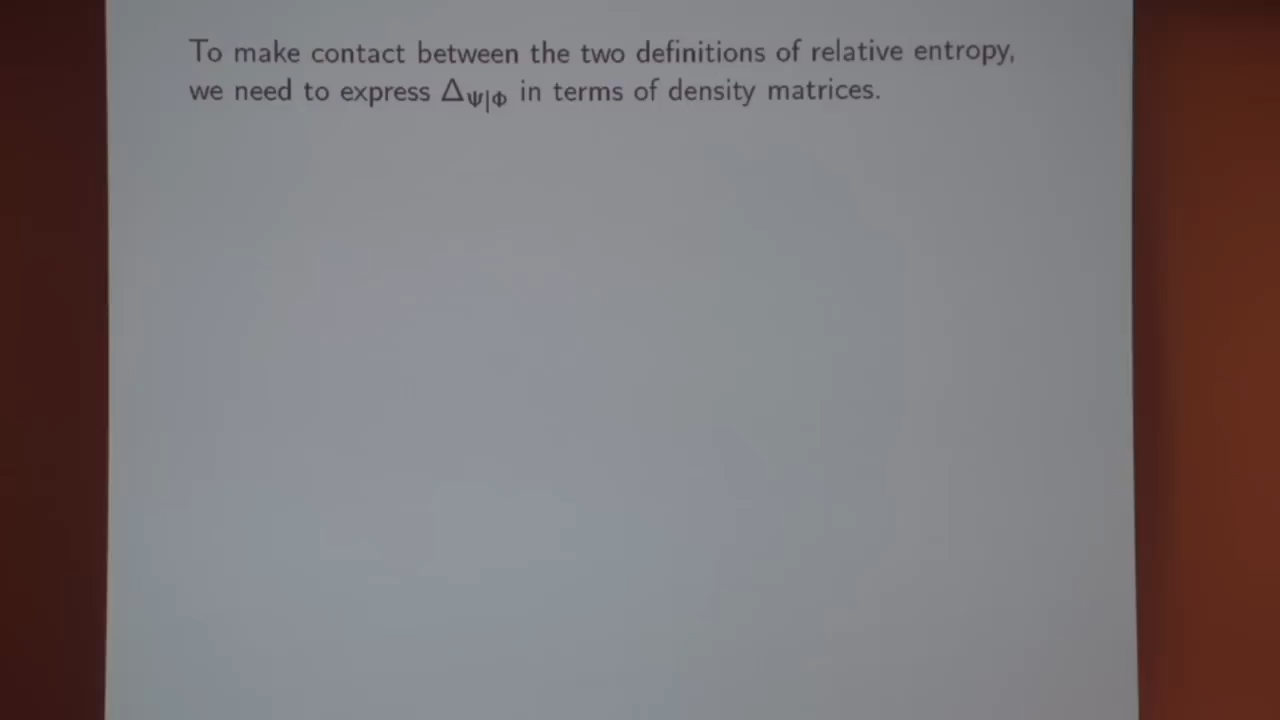 To make contact between the two definitions of relative entropy,
we need to express Δ_{Ψ|Φ} in terms of density matrices.